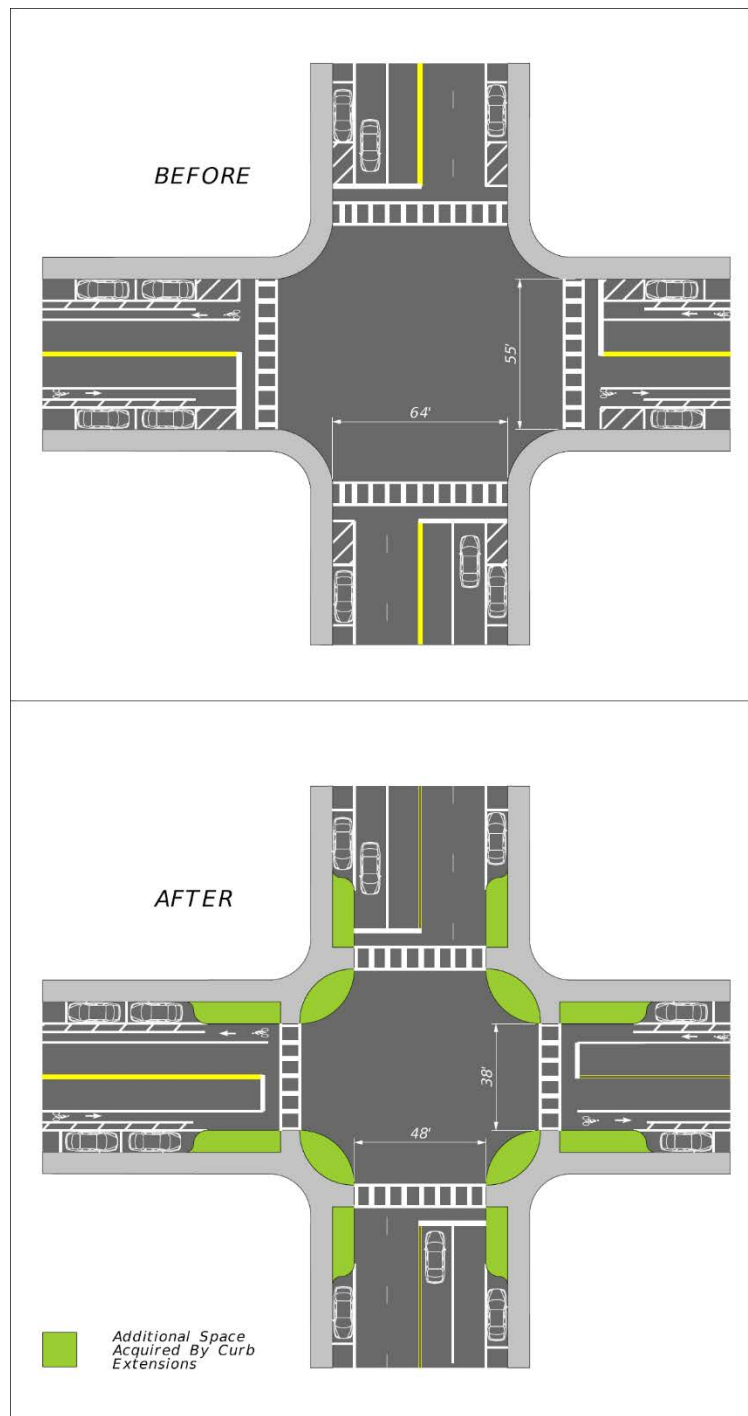 BEFORE
55'
64'
AFTER
38'
48'
Additional Space
Acquired By Curb
Extensions